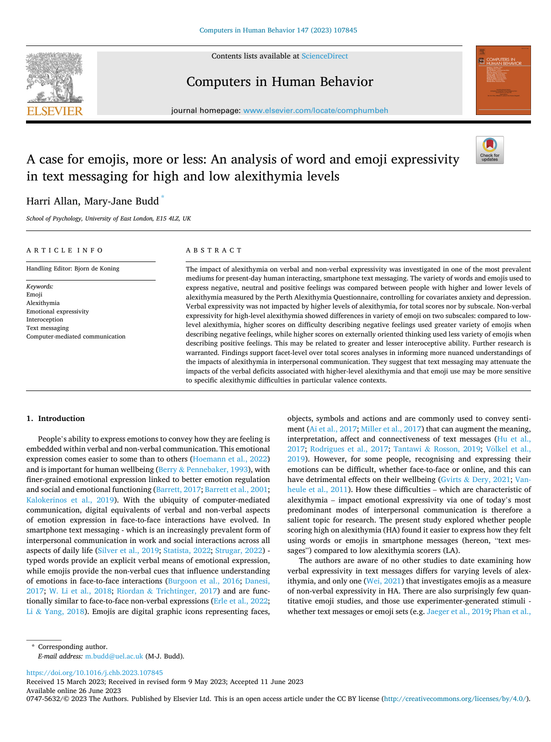 Computers in Human Behavior 147 (2023) 107845
Contents lists available at ScienceDirect
Computers in Human Behavior
journal homepage: www.elsevier.com/locate/comphumbeh
ELSEVIER
COMPUTERS IN
HUMAN BEHAVIOR
Check for
updates
A case for emojis, more or less: An analysis of word and emoji expressivity
in text messaging for high and low alexithymia levels
Harri Allan, Mary-Jane Budd *
School of Psychology, University of East London, E15 4LZ, UK
ARTICLE INFO
Handling Editor: Bjorn de Koning
Keywords:
Emoji
Alexithymia
Emotional expressivity
Interoception
Text messaging
Computer-mediated communication
ABSTRACT
The impact of alexithymia on verbal and non-verbal expressivity was investigated in one of the most prevalent
mediums for present-day human interacting, smartphone text messaging. The variety of words and emojis used to
express negative, neutral and positive feelings was compared between people with higher and lower levels of
alexithymia measured by the Perth Alexithymia Questionnaire, controlling for covariates anxiety and depression.
Verbal expressivity was not impacted by higher levels of alexithymia, for total scores nor by subscale. Non-verbal
expressivity for high-level alexithymia showed differences in variety of emoji on two subscales: compared to low-
level alexithymia, higher scores on difficulty describing negative feelings used greater variety of emojis when
describing negative feelings, while higher scores on externally oriented thinking used less variety of emojis when
describing positive feelings. This may be related to greater and lesser interoceptive ability. Further research is
warranted. Findings support facet-level over total scores analyses in informing more nuanced understandings of
the impacts of alexithymia in interpersonal communication. They suggest that text messaging may attenuate the
impacts of the verbal deficits associated with higher-level alexithymia and that emoji use may be more sensitive
to specific alexithymic difficulties in particular valence contexts.
1. Introduction
People's ability to express emotions to convey how they are feeling is
embedded within verbal and non-verbal communication. This emotional
expression comes easier to some than to others (Hoemann et al., 2022)
and is important for human wellbeing (Berry & Pennebaker, 1993), with
finer-grained emotional expression linked to better emotion regulation
and social and emotional functioning (Barrett, 2017; Barrett et al., 2001;
Kalokerinos et al., 2019). With the ubiquity of computer-mediated
communication, digital equivalents of verbal and non-verbal aspects
of emotion expression in face-to-face interactions have evolved. In
smartphone text messaging - which is an increasingly prevalent form of
interpersonal communication in work and social interactions across all
aspects of daily life (Silver et al., 2019; Statista, 2022; Strugar, 2022) -
typed words provide an explicit verbal means of emotional expression,
while emojis provide the non-verbal cues that influence understanding
of emotions in face-to-face interactions (Burgoon et al., 2016; Danesi,
2017; W. Li et al., 2018; Riordan & Trichtinger, 2017) and are func-
tionally similar to face-to-face non-verbal expressions (Erle et al., 2022;
Li & Yang, 2018). Emojis are digital graphic icons representing faces,
objects, symbols and actions and are commonly used to convey senti-
ment (Ai et al., 2017; Miller et al., 2017) that can augment the meaning,
interpretation, affect and connectiveness of text messages (Hu et al.,
2017; Rodrigues et al., 2017; Tantawi & Rosson, 2019; Völkel et al.,
2019). However, for some people, recognising and expressing their
emotions can be difficult, whether face-to-face or online, and this can
have detrimental effects on their wellbeing (Gvirts & Dery, 2021; Van-
heule et al., 2011). How these difficulties – which are characteristic of
alexithymia – impact emotional expressivity via one of today's most
predominate modes of interpersonal communication is therefore a
salient topic for research. The present study explored whether people
scoring high on alexithymia (HA) found it easier to express how they felt
using words or emojis in smartphone messages (hereon, "text mes-
sages") compared to low alexithymia scorers (LA).
The authors are aware of no other studies to date examining how
verbal expressivity in text messages differs for varying levels of alex-
ithymia, and only one (Wei, 2021) that investigates emojis as a measure
of non-verbal expressivity in HA. There are also surprisingly few quan-
titative emoji studies, and those use experimenter-generated stimuli -
whether text messages or emoji sets (e.g. Jaeger et al., 2019; Phan et al.,
* Corresponding author.
E-mail address: m.budd@uel.ac.uk (M-J. Budd).
https://doi.org/10.1016/j.chb.2023.107845
Received 15 March 2023; Received in revised form 9 May 2023; Accepted 11 June 2023
Available online 26 June 2023
0747-5632/© 2023 The Authors. Published by Elsevier Ltd. This is an open access article under the CC BY license (http://creativecommons.org/licenses/by/4.0/).